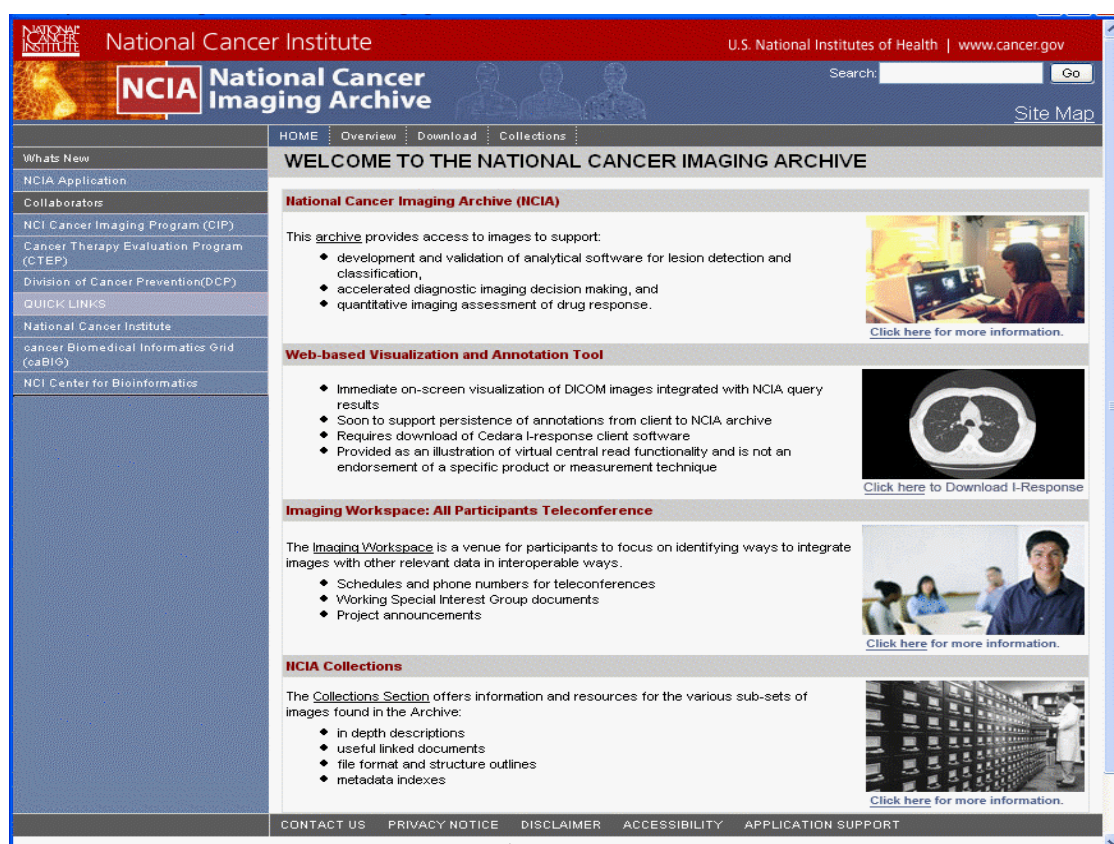 NATIONAL
CANCER
INSTITUTE
National Cancer Institute
U.S. National Institutes of Health | www.cancer.gov
NCIA
National Cancer
Imaging Archive
Search:
Go
Site Map
HOME
Overview
Download
Collections
Whats New
NCIA Application
Collaborators
NCI Cancer Imaging Program (CIP)
Cancer Therapy Evaluation Program
(CTEP)
Division of Cancer Prevention(DCP)
QUICK LINKS
National Cancer Institute
cancer Biomedical Informatics Grid
(caBIG)
NCI Center for Bioinformatics
WELCOME TO THE NATIONAL CANCER IMAGING ARCHIVE
National Cancer Imaging Archive (NCIA)
This archive provides access to images to support:
development and validation of analytical software for lesion detection and
classification,
accelerated diagnostic imaging decision making, and
quantitative imaging assessment of drug response.
Click here for more information.
Web-based Visualization and Annotation Tool
Immediate on-screen visualization of DICOM images integrated with NCIA query
results
Soon to support persistence of annotations from client to NCIA archive
Requires download of Cedara I-response client software
Provided as an illustration of virtual central read functionality and is not an
endorsement of a specific product or measurement technique
Click here to Download I-Response
Imaging Workspace: All Participants Teleconference
The Imaging Workspace is a venue for participants to focus on identifying ways to integrate
images with other relevant data in interoperable ways.
Schedules and phone numbers for teleconferences
Working Special Interest Group documents
Project announcements
Click here for more information.
NCIA Collections
The Collections Section offers information and resources for the various sub-sets of
images found in the Archive:
in depth descriptions
useful linked documents
file format and structure outlines
metadata indexes
Click here for more information.
CONTACT US
PRIVACY NOTICE
DISCLAIMER
ACCESSIBILITY
APPLICATION SUPPORT